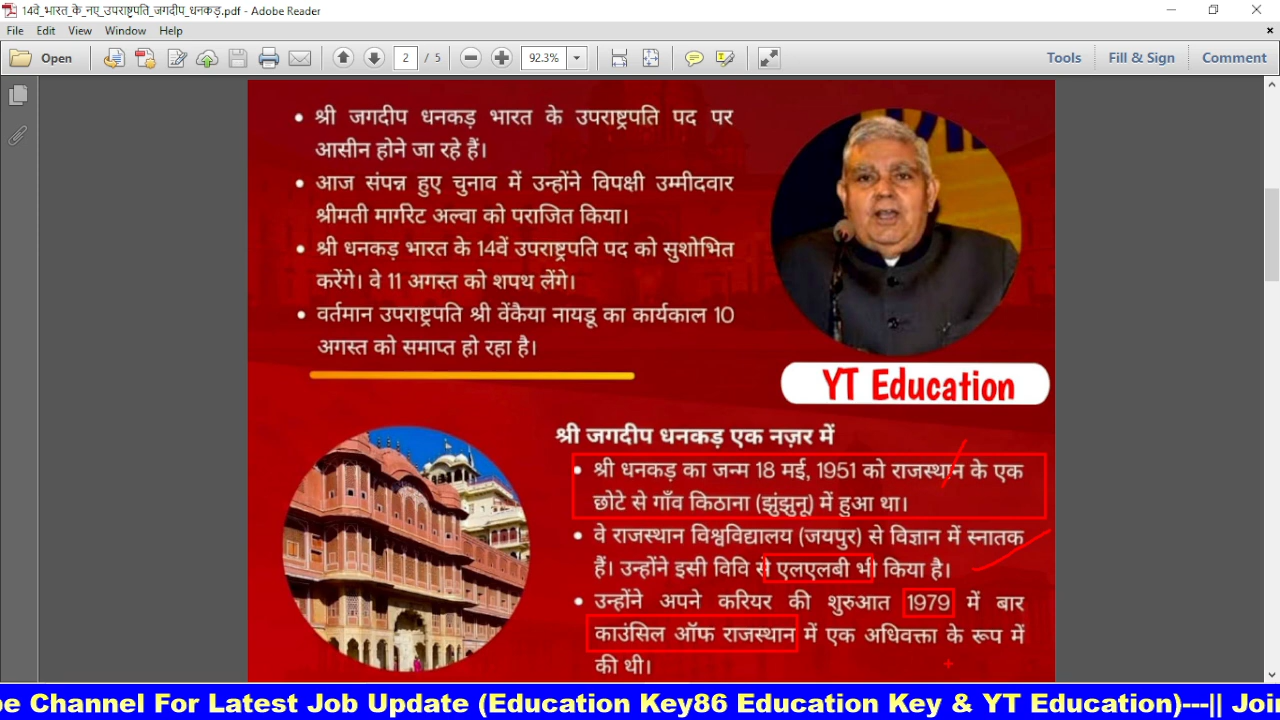 14वे_भारत_के_नए_उपराष्ट्रपति_जगदीप_धनकड़.pdf - Adobe Reader
File Edit View Window Help
Open 2 / 5 92.3% Tools Fill & Sign Comment
• श्री जगदीप धनकड़ भारत के उपराष्ट्रपति पद पर
आसीन होने जा रहे हैं।
• आज संपन्न हुए चुनाव में उन्होंने विपक्षी उम्मीदवार
श्रीमती मार्गरेट अल्वा को पराजित किया।
• श्री धनकड़ भारत के 14वें उपराष्ट्रपति पद को सुशोभित
करेंगे। वे 11 अगस्त को शपथ लेंगे।
• वर्तमान उपराष्ट्रपति श्री वेंकैया नायडू का कार्यकाल 10
अगस्त को समाप्त हो रहा है।
YT Education
श्री जगदीप धनकड़ एक नज़र में
• श्री धनकड़ का जन्म 18 मई, 1951 को राजस्थान के एक
छोटे से गाँव किठाना (झुंझुनू) में हुआ था।
• वे राजस्थान विश्वविद्यालय (जयपुर) से विज्ञान में स्नातक
हैं। उन्होंने इसी विवि से एलएलबी भी किया है।
• उन्होंने अपने करियर की शुरुआत 1979 में बार
काउंसिल ऑफ राजस्थान में एक अधिवक्ता के रूप में
की थी।
be Channel For Latest Job Update (Education Key86 Education Key & YT Education)---|| Joi